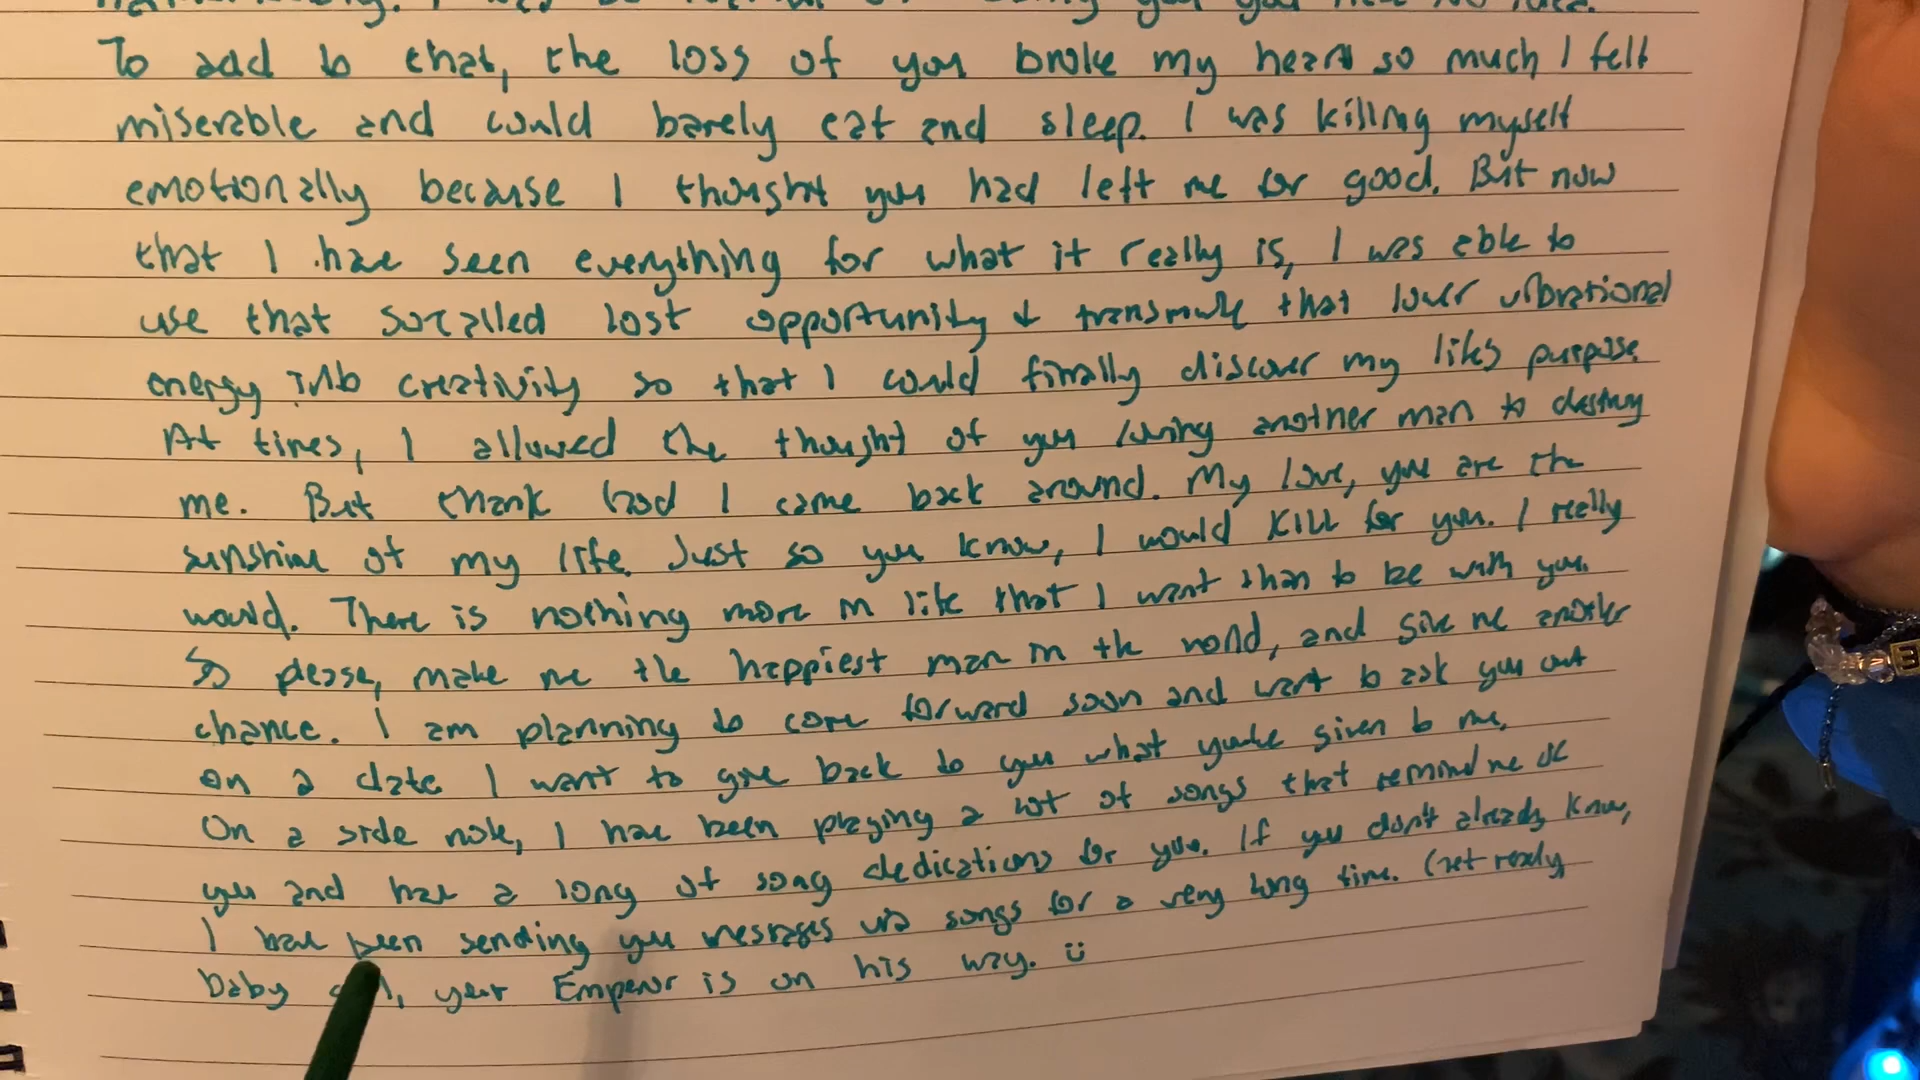 To add to that, the loss of you broke my heart so much I felt
miserable and could barely eat and sleep. I was killing myself
emotionally because I thought you had left me for good. But now
that I have seen everything for what it really is, I was able to
use that socalled lost opportunity & transmute that lower vibrational
energy into creativity so that I could finally discover my life's purpose.
At times, I allowed the thought of you loving another man to destroy
me. But thank God I came back around. My love, you are the
sunshine of my life. Just so you know, I would KILL for you. I really
would. There is nothing more in life that I want than to be with you.
So please, make me the happiest man in the world, and give me another
chance. I am planning to come forward soon and want to ask you out
on a date. I want to give back to you what you've given to me.
On a side note, I have been playing a lot of songs that remind me of
you and have a long of song dedications for you. If you don't already know,
I have been sending you messages via songs for a very long time. Get ready
baby your Emperor is on his way. ü